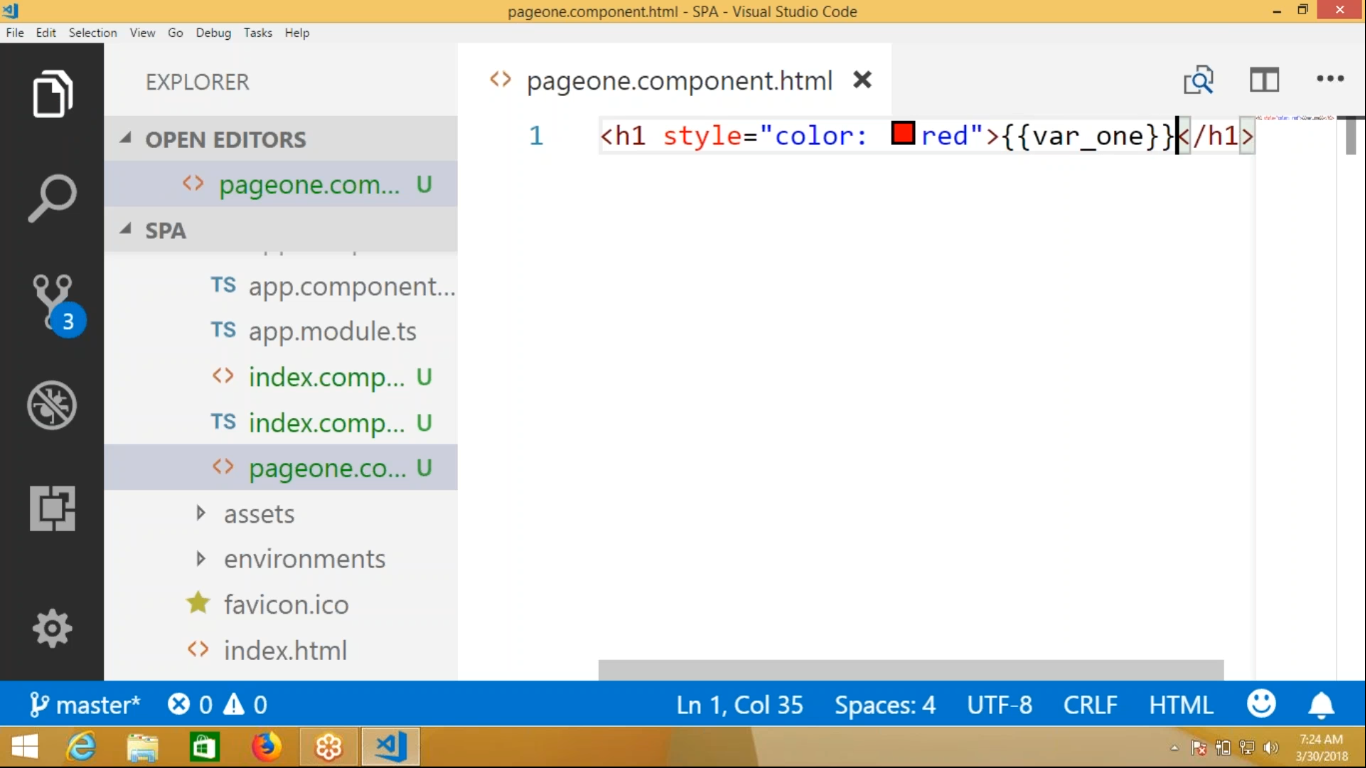 pageone.component.html - SPA - Visual Studio Code
File Edit Selection View Go Debug Tasks Help
EXPLORER
pageone.component.html
1 <h1 style="color: red">{{var_one}}</h1>
OPEN EDITORS
pageone.com... U
SPA
TS app.component...
TS app.module.ts
index.comp... U
TS index.comp... U
pageone.co... U
assets
environments
favicon.ico
index.html
3
master* 0 0 Ln 1, Col 35 Spaces: 4 UTF-8 CRLF HTML
7:24 AM
3/30/2018